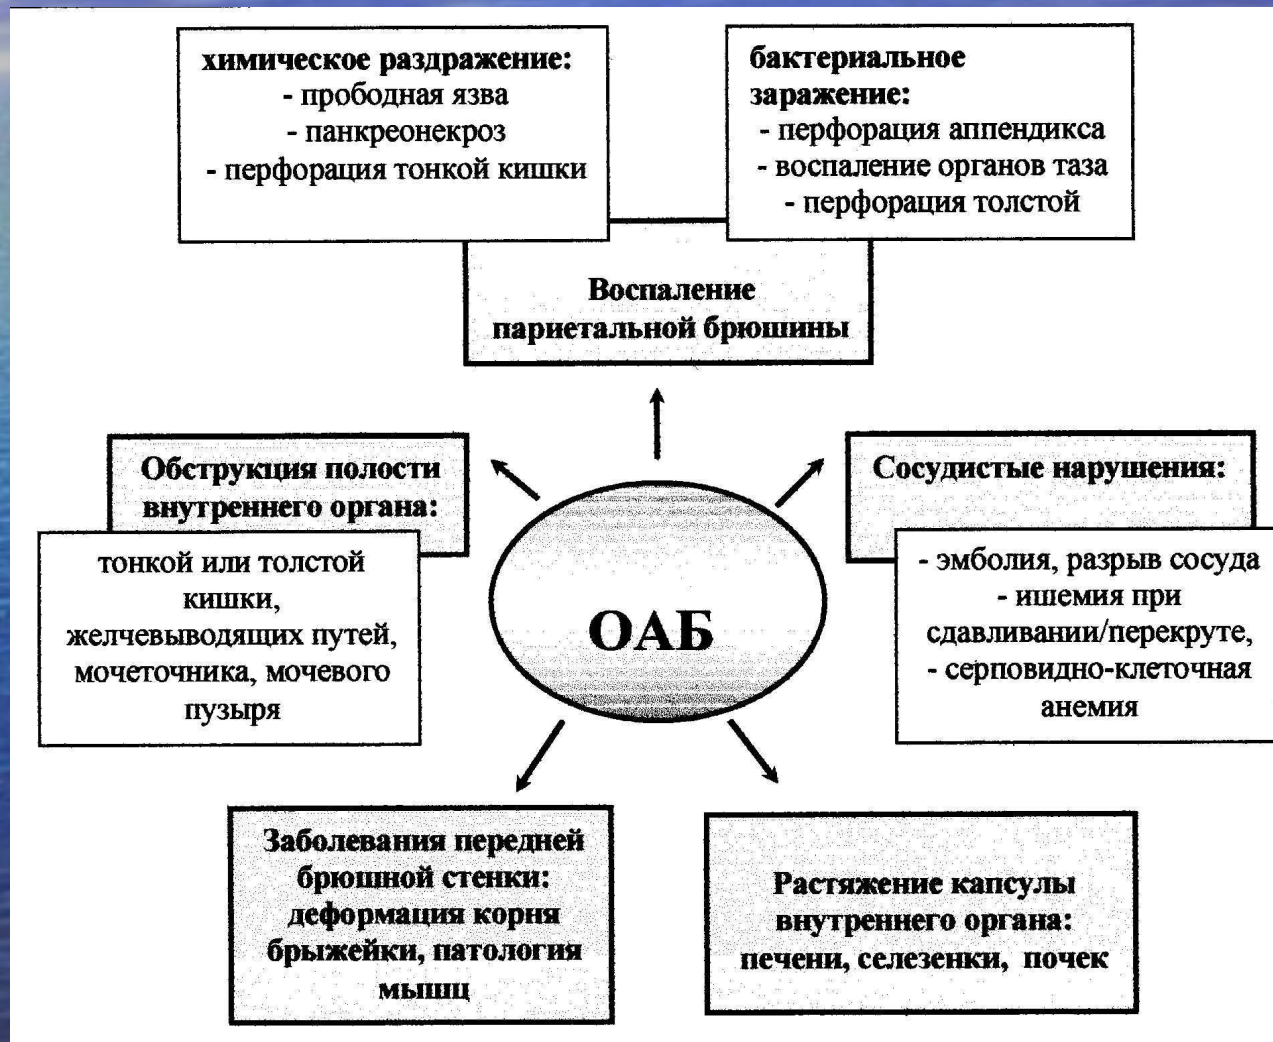 химическое раздражение:
- прободная язва
- панкреонекроз
- перфорация тонкой кишки
бактериальное
заражение:
- перфорация аппендикса
- воспаление органов таза
- перфорация толстой
Воспаление
париетальной брюшины
Обструкция полости
внутреннего органа:
тонкой или толстой
кишки,
желчевыводящих путей,
мочеточника, мочевого
пузыря
Сосудистые нарушения:
- эмболия, разрыв сосуда
- ишемия при
сдавливании/перекруте,
- серповидно-клеточная
анемия
ОАБ
Заболевания передней
брюшной стенки:
деформация корня
брыжейки, патология
мышц
Растяжение капсулы
внутреннего органа:
печени, селезенки, почек